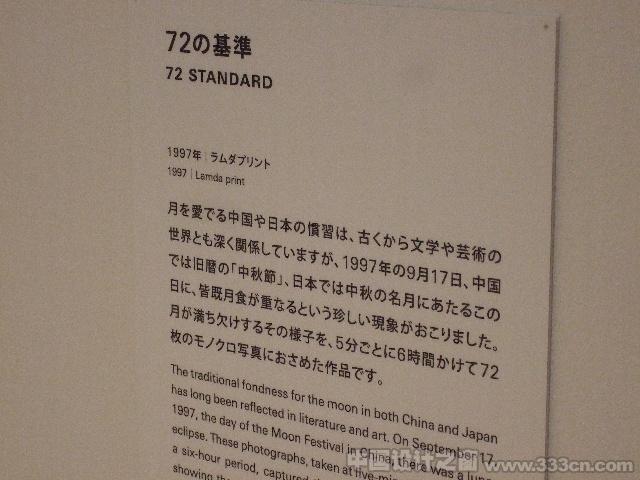 72の基準
72 STANDARD
1997年｜ラムダプリント
1997｜Lamda print
月を愛でる中国や日本の慣習は、古くから文学や芸術の
世界とも深く関係していますが、1997年の9月17日、中国
では旧暦の「中秋節」、日本では中秋の名月にあたるこの
日に、皆既月食が重なるという珍しい現象がおこりました。
月が満ち欠けするその様子を、5分ごとに6時間かけて72
枚のモノクロ写真におさめた作品です。
The traditional fondness for the moon in both China and Japan
has long been reflected in literature and art. On September 17,
1997, the day of the Moon Festival in China, there was a
eclipse. These photographs, taken at
a six-hour period, captured
showing
中国设计之窗 www.333cn.com